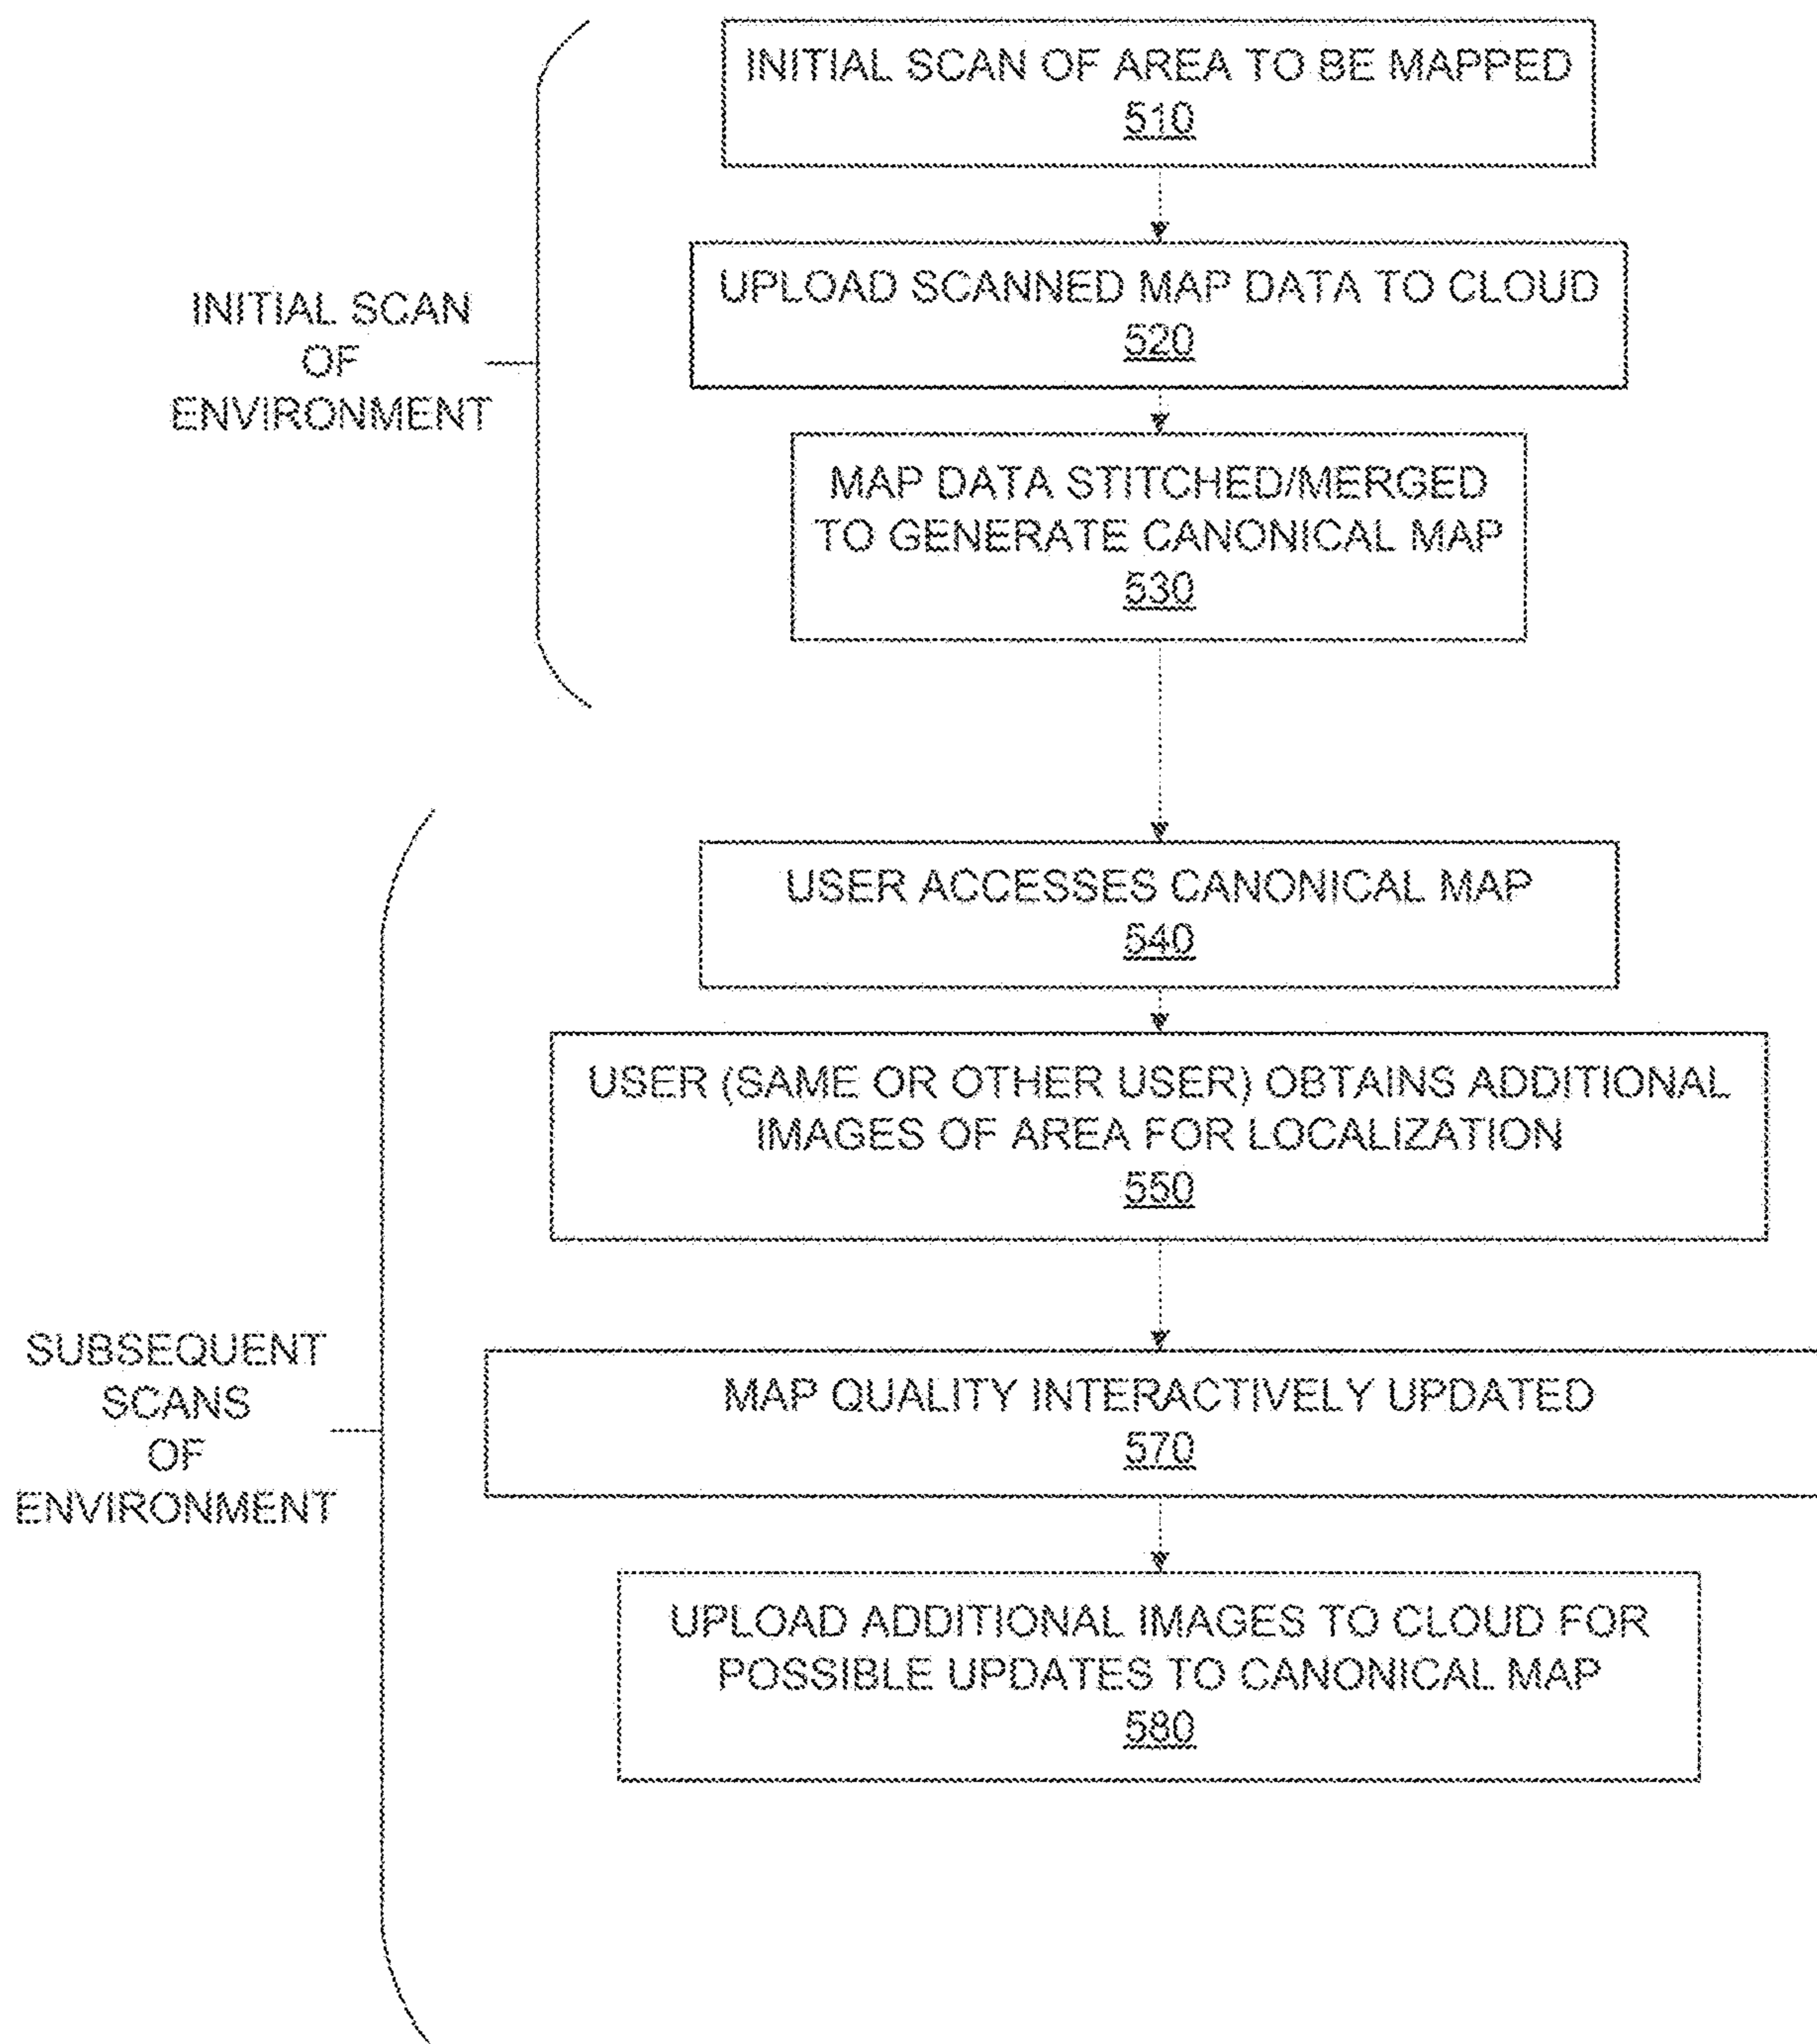 INITIAL SCAN OF AREA TO BE MAPPED
510
UPLOAD SCANNED MAP DATA TO CLOUD
520
INITIAL SCAN
OF
ENVIRONMENT
MAP DATA STITCHED/MERGED
TO GENERATE CANONICAL MAP
530
USER ACCESSES CANONICAL MAP
540
USER (SAME OR OTHER USER) OBTAINS ADDITIONAL
IMAGES OF AREA FOR LOCALIZATION
550
SUBSEQUENT
SCANS
OF
ENVIRONMENT
MAP QUALITY INTERACTIVELY UPDATED
570
UPLOAD ADDITIONAL IMAGES TO CLOUD FOR
POSSIBLE UPDATES TO CANONICAL MAP
580